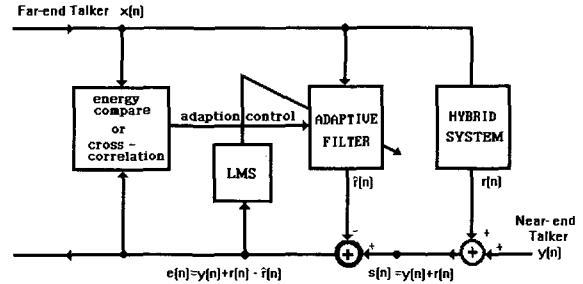 Far-end Talker x[n]
energy
compare
or
cross-
correlation
adaption control
ADAPTIVE
FILTER
HYBRID
SYSTEM
LMS
r̂[n]
r[n]
Near-end
Talker
y[n]
-
+
+
+
+
+
e[n]=y[n]+r[n] - r̂[n]
s[n]=y[n]+r[n]